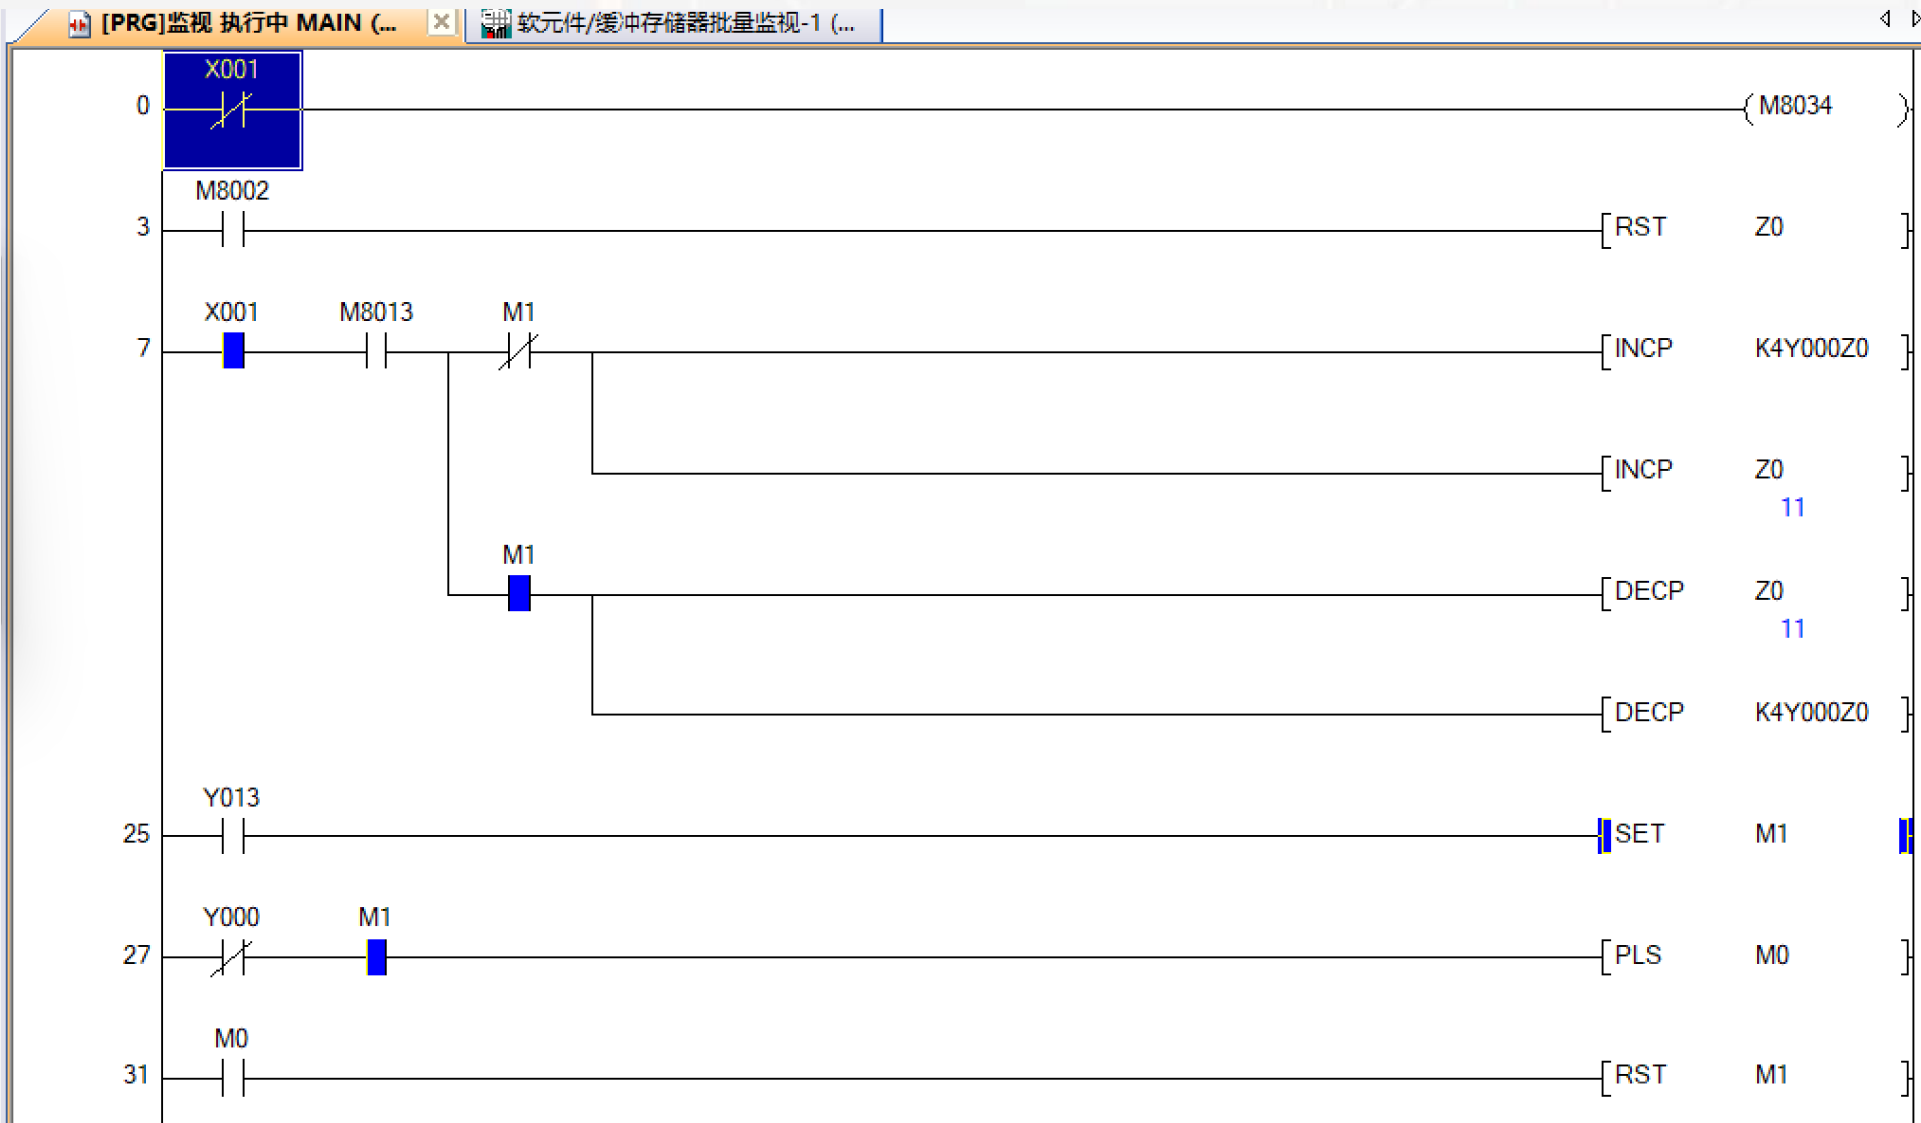 [PRG]监视 执行中 MAIN (... 软元件/缓冲存储器批量监视-1 (...
X001
0 M8034
M8002
3 RST Z0
X001 M8013 M1
7 INCP K4Y000Z0
INCP Z0
11
M1
DECP Z0
11
DECP K4Y000Z0
Y013
25 SET M1
Y000 M1
27 PLS M0
M0
31 RST M1